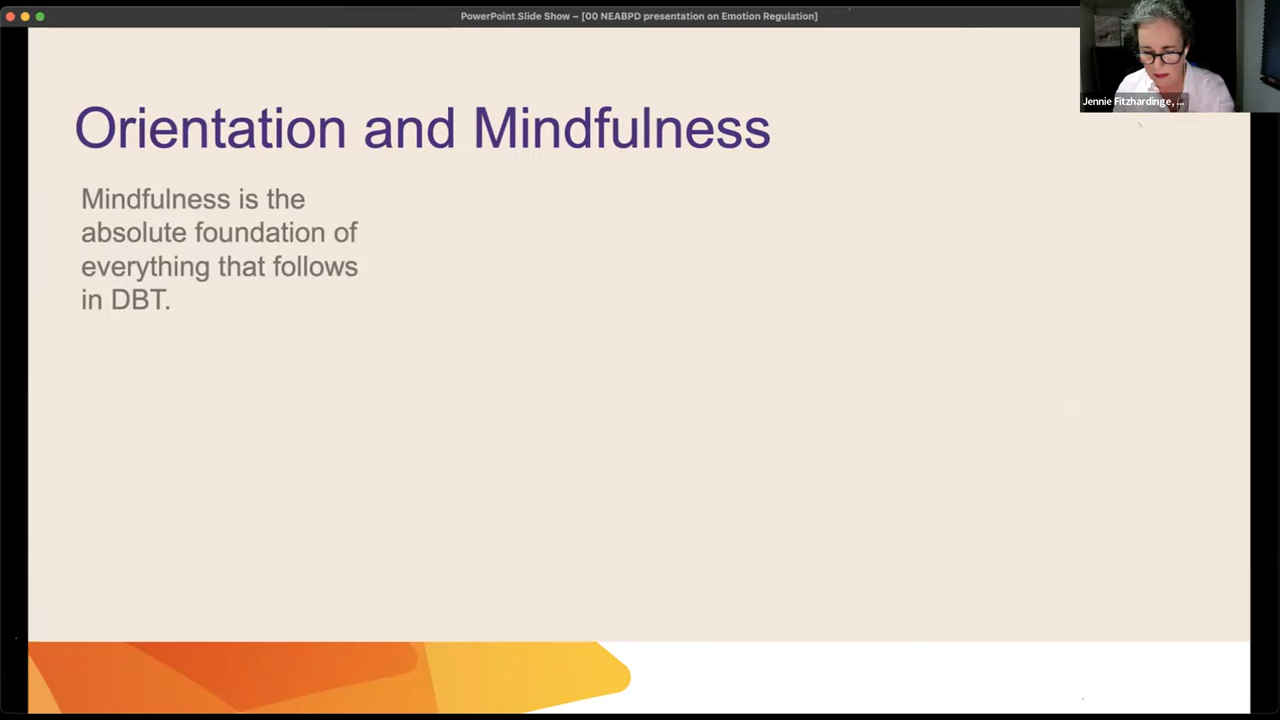 PowerPoint Slide Show – [00 NEABPD presentation on Emotion Regulation]
Jennie Fitzhardinge, ...
Orientation and Mindfulness
Mindfulness is the
absolute foundation of
everything that follows
in DBT.